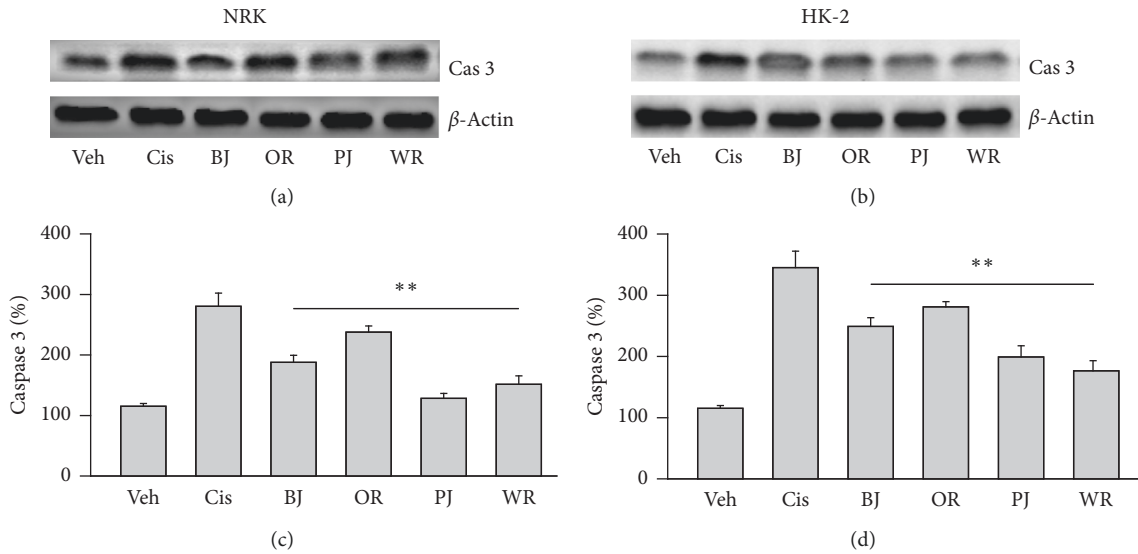 NRK
Cas 3
β-Actin
Veh Cis BJ OR PJ WR
(a)
HK-2
Cas 3
β-Actin
Veh Cis BJ OR PJ WR
(b)
Caspase 3 (%)
400
300
200
100
0
**
Veh Cis BJ OR PJ WR
(c)
Caspase 3 (%)
400
300
200
100
0
**
Veh Cis BJ OR PJ WR
(d)